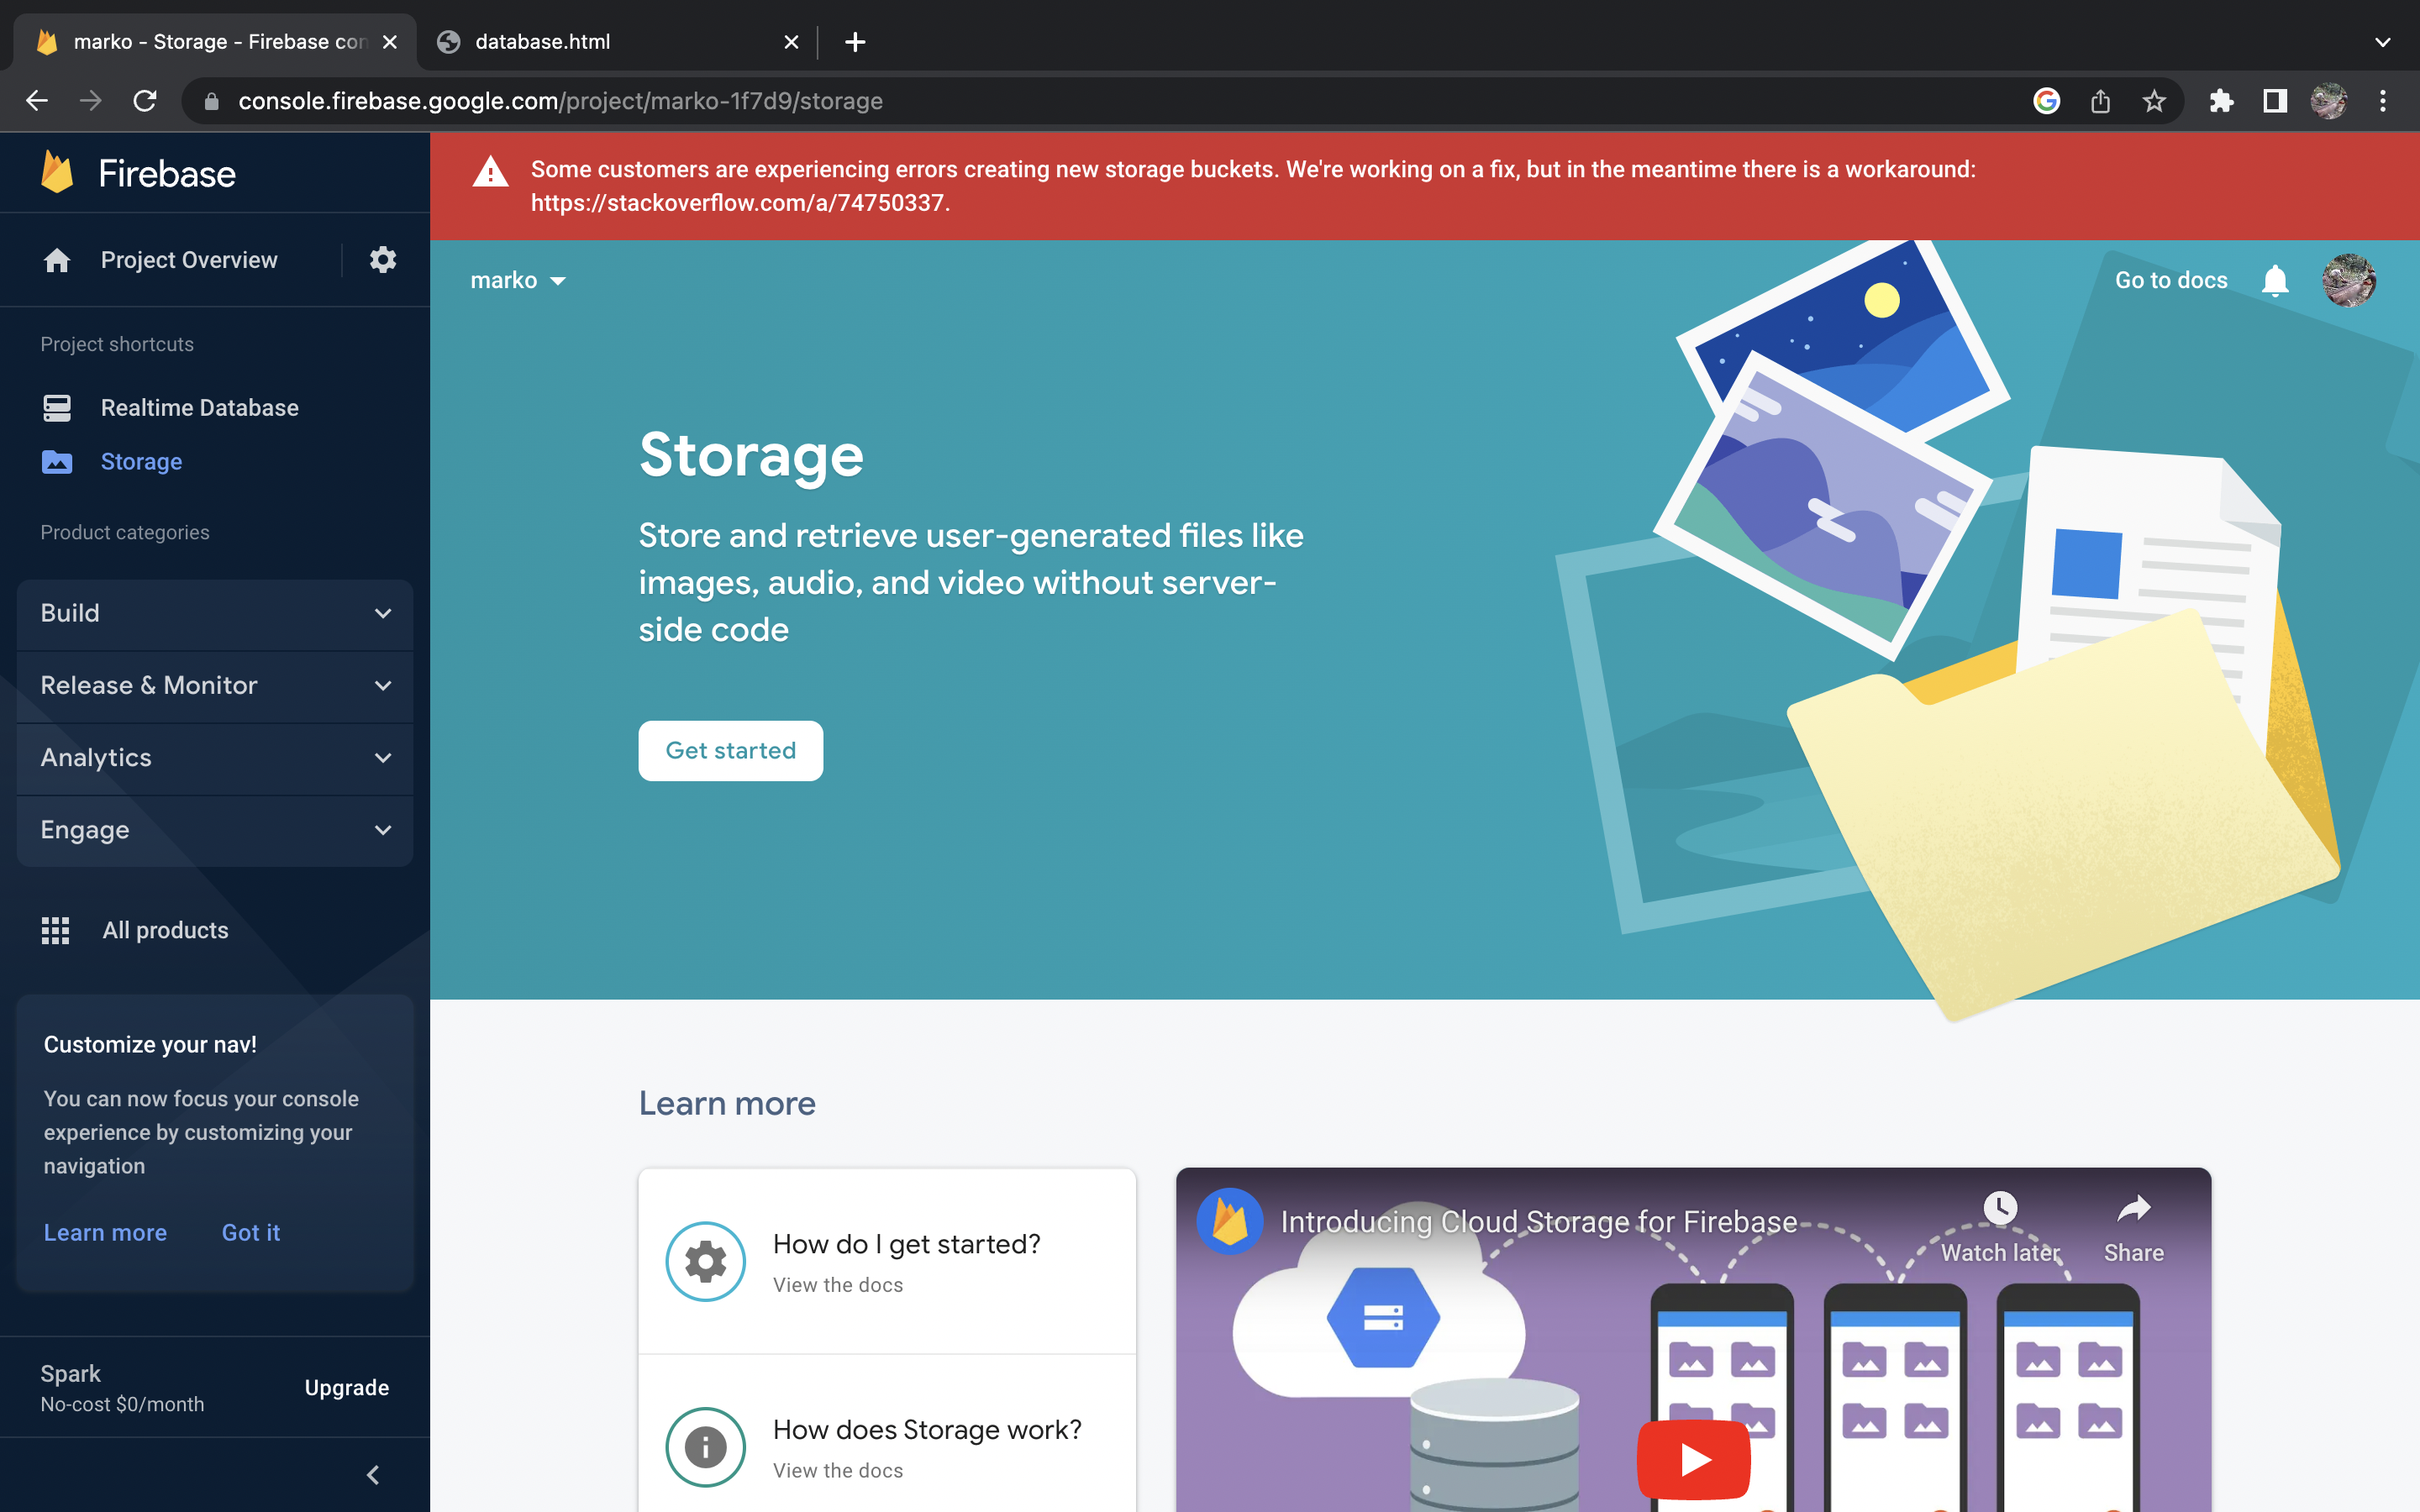 marko - Storage - Firebase con
database.html
console.firebase.google.com/project/marko-1f7d9/storage
Firebase
Some customers are experiencing errors creating new storage buckets. We're working on a fix, but in the meantime there is a workaround:
https://stackoverflow.com/a/74750337.
Project Overview
marko
Go to docs
Project shortcuts
Realtime Database
Storage
Product categories
Build
Release & Monitor
Analytics
Engage
All products
Customize your nav!
You can now focus your console
experience by customizing your
navigation
Learn more
Got it
Spark
No-cost $0/month
Upgrade
Storage
Store and retrieve user-generated files like
images, audio, and video without server-
side code
Get started
Learn more
How do I get started?
View the docs
How does Storage work?
View the docs
Introducing Cloud Storage for Firebase
Watch later
Share